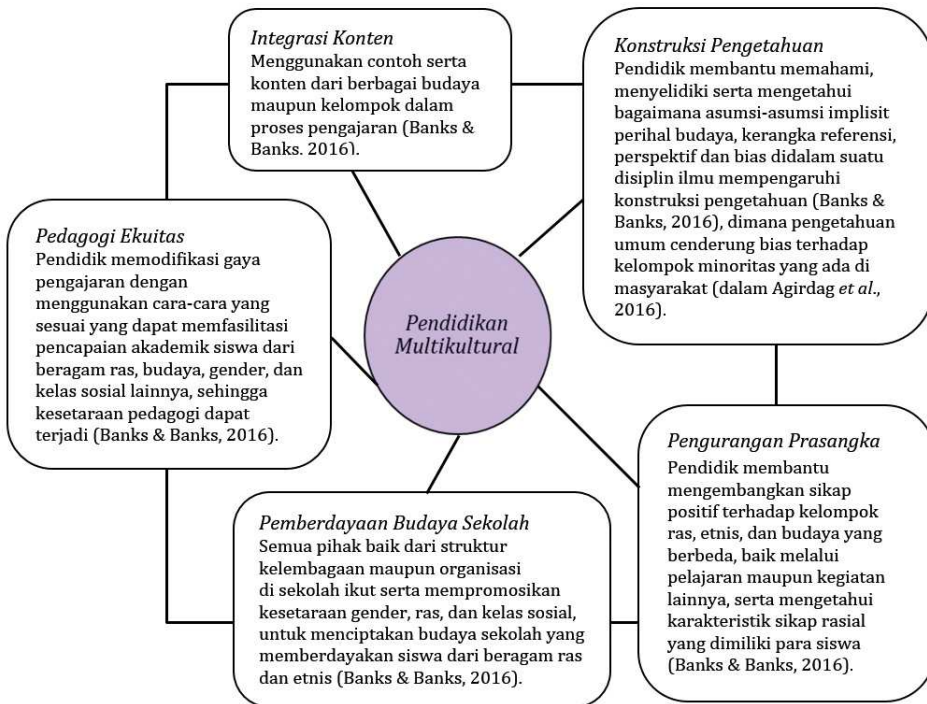 Integrasi Konten
Menggunakan contoh serta
konten dari berbagai budaya
maupun kelompok dalam
proses pengajaran (Banks &
Banks. 2016).
Konstruksi Pengetahuan
Pendidik membantu memahami,
menyelidiki serta mengetahui
bagaimana asumsi-asumsi implisit
perihal budaya, kerangka referensi,
perspektif dan bias didalam suatu
disiplin ilmu mempengaruhi
konstruksi pengetahuan (Banks &
Banks, 2016), dimana pengetahuan
umum cenderung bias terhadap
kelompok minoritas yang ada di
masyarakat (dalam Agirdag et al.,
2016).
Pedagogi Ekuitas
Pendidik memodifikasi gaya
pengajaran dengan
menggunakan cara-cara yang
sesuai yang dapat memfasilitasi
pencapaian akademik siswa dari
beragam ras, budaya, gender, dan
kelas sosial lainnya, sehingga
kesetaraan pedagogi dapat
terjadi (Banks & Banks, 2016).
Pendidikan
Multikultural
Pengurangan Prasangka
Pendidik membantu
mengembangkan sikap
positif terhadap kelompok
ras, etnis, dan budaya yang
berbeda, baik melalui
pelajaran maupun kegiatan
lainnya, serta mengetahui
karakteristik sikap rasial
yang dimiliki para siswa
(Banks & Banks, 2016).
Pemberdayaan Budaya Sekolah
Semua pihak baik dari struktur
kelembagaan maupun organisasi
di sekolah ikut serta mempromosikan
kesetaraan gender, ras, dan kelas sosial,
untuk menciptakan budaya sekolah yang
memberdayakan siswa dari beragam ras
dan etnis (Banks & Banks, 2016).